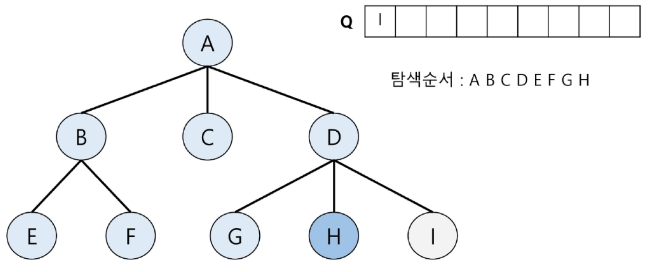 Q I
A
탐색순서 : A B C D E F G H
B C D
E F G H I